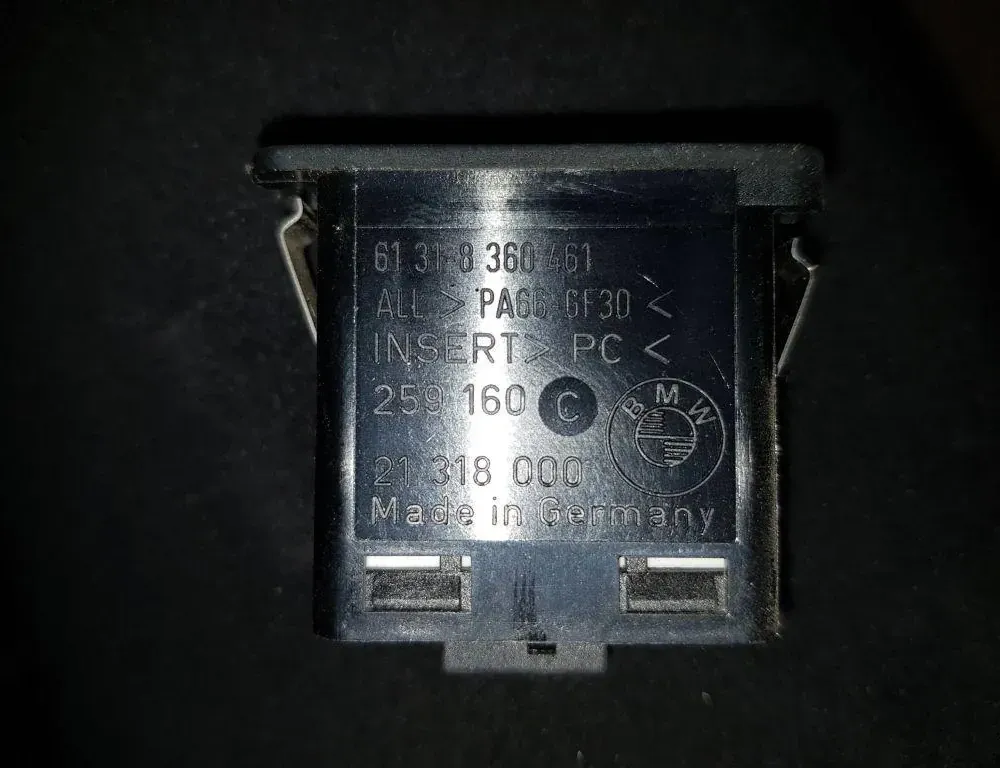 61 31 8 360 461
ALL > PA66 GF30 <
INSERT > PC <
259 160 C
BMW
21 318 000
Made in Germany